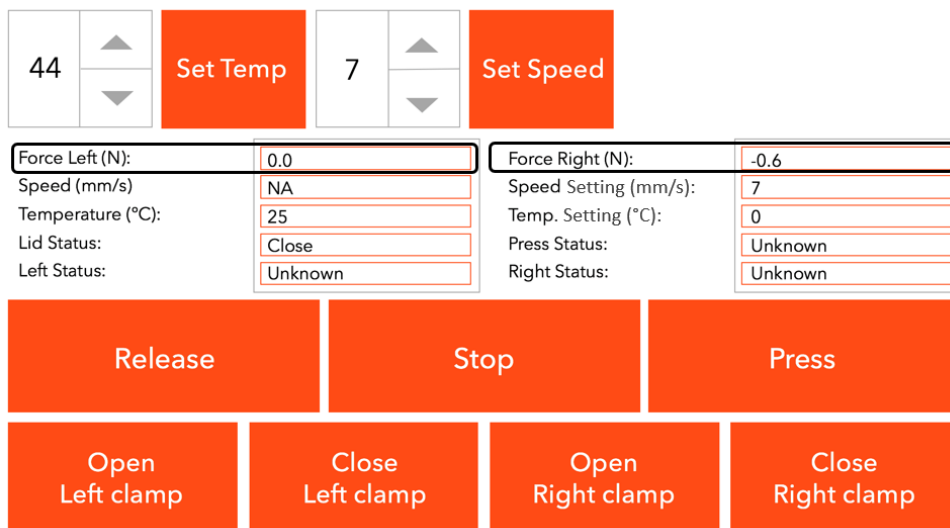 44
Set Temp
7
Set Speed
Force Left (N): 0.0
Force Right (N): -0.6
Speed (mm/s) NA
Speed Setting (mm/s): 7
Temperature (ºC): 25
Temp. Setting (°C): 0
Lid Status: Close
Press Status: Unknown
Left Status: Unknown
Right Status: Unknown
Release
Stop
Press
Open
Left clamp
Close
Left clamp
Open
Right clamp
Close
Right clamp